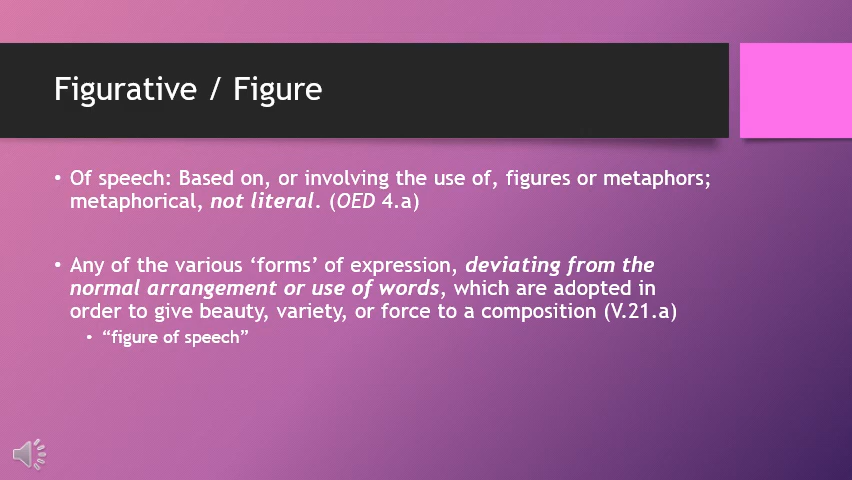 Figurative / Figure
• Of speech: Based on, or involving the use of, figures or metaphors;
metaphorical, not literal. (OED 4.a)
• Any of the various ‘forms’ of expression, deviating from the
normal arrangement or use of words, which are adopted in
order to give beauty, variety, or force to a composition (V.21.a)
• “figure of speech”